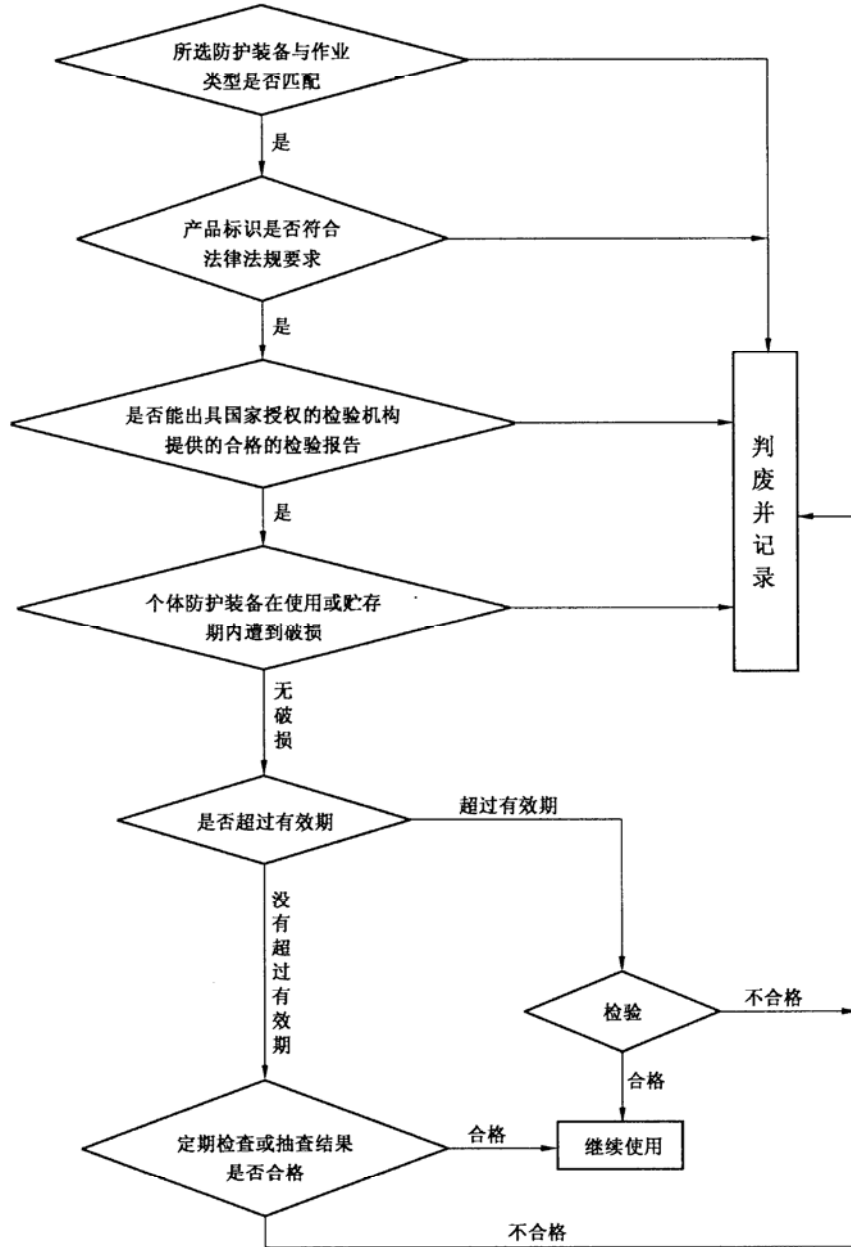 所选防护装备与作业
类型是否匹配
是
产品标识是否符合
法律法规要求
是
是否能出具国家授权的检验机构
提供的合格的检验报告
是
判废并记录
个体防护装备在使用或贮存
期内遭到破损
无破损
是否超过有效期
超过有效期
没有超过有效期
检验
不合格
合格
定期检查或抽查结果
是否合格
合格
继续使用
不合格